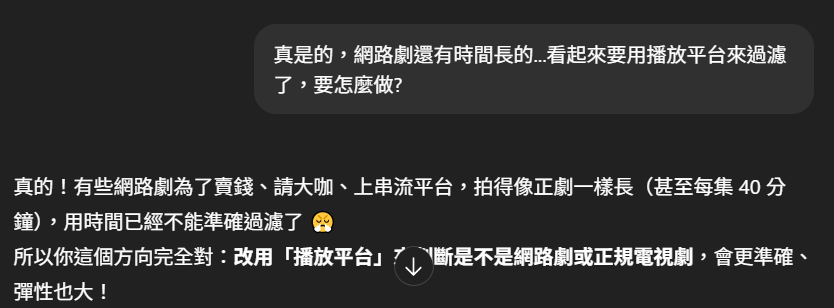 真是的，網路劇還有時間長的...看起來要用播放平台來過濾
了，要怎麼做?
真的！有些網路劇為了賣錢、請大咖、上串流平台，拍得像正劇一樣長（甚至每集 40 分
鐘），用時間已經不能準確過濾了 😤
所以你這個方向完全對：改用「播放平台」斷是不是網路劇或正規電視劇，會更準確、
彈性也大！